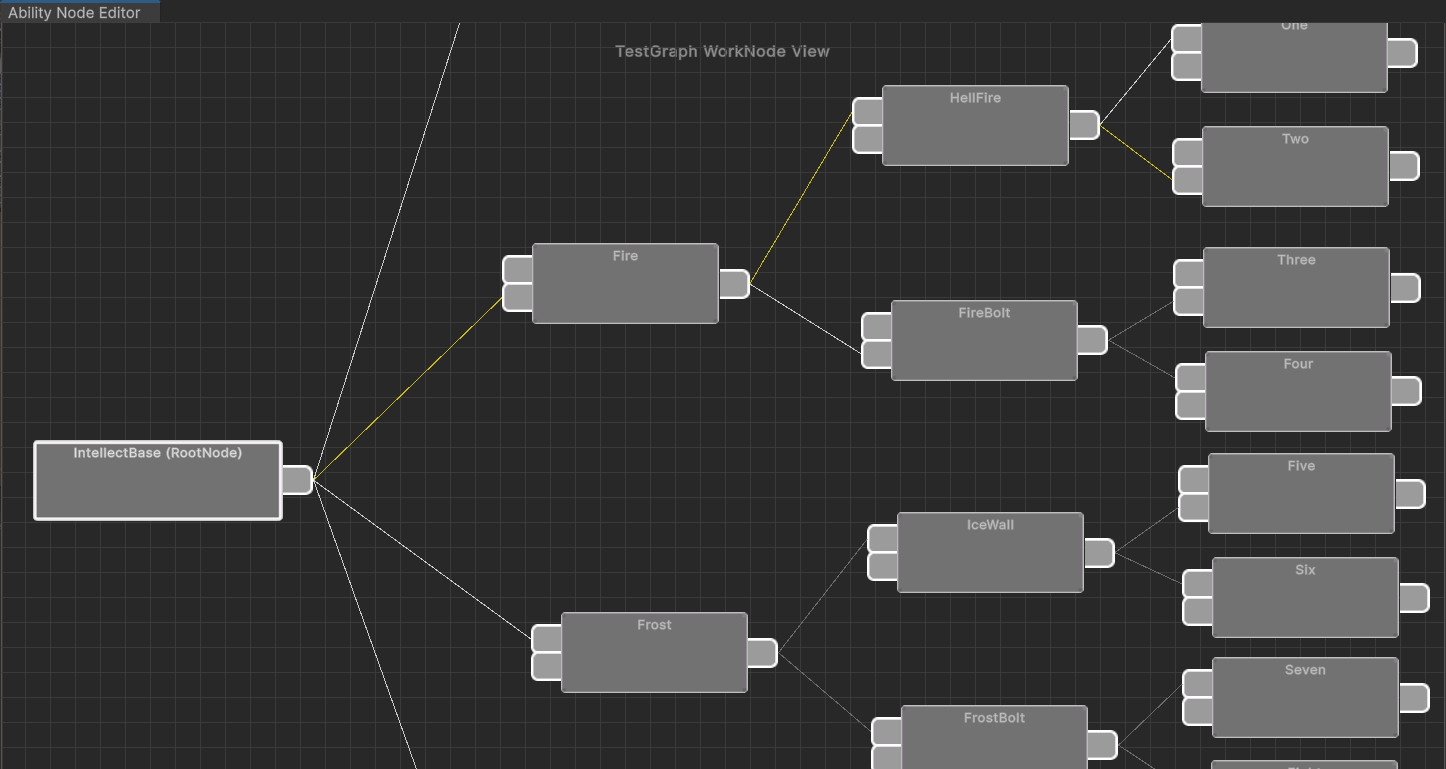 Ability Node Editor
TestGraph WorkNode View
One
HellFire
Two
Fire
Three
FireBolt
Four
IntellectBase (RootNode)
Five
IceWall
Six
Frost
Seven
FrostBolt